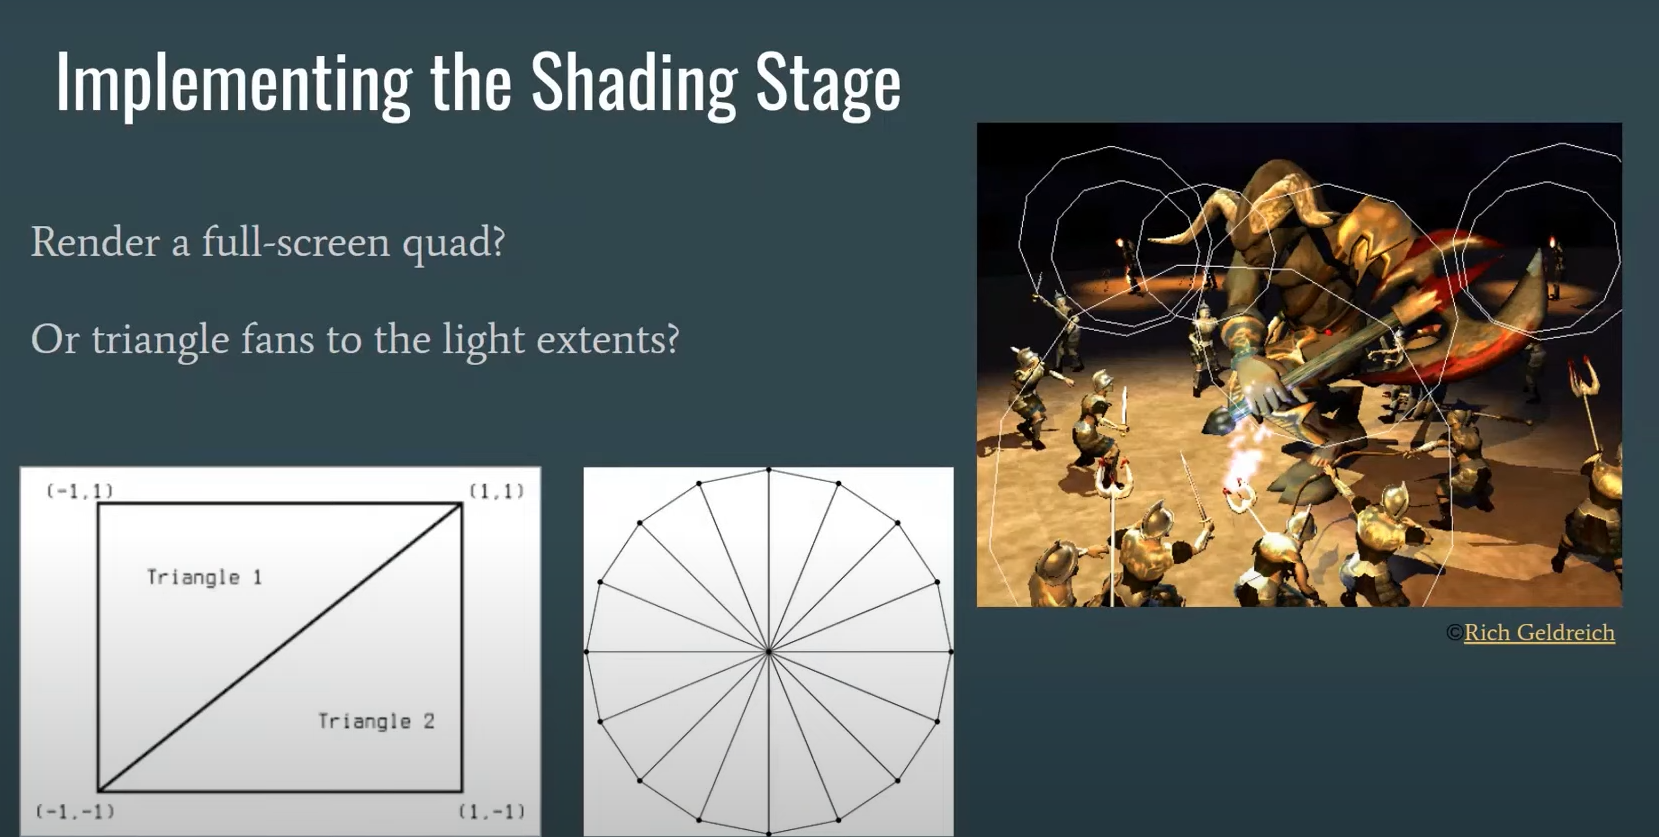 Implementing the Shading Stage
Render a full-screen quad?
Or triangle fans to the light extents?
(-1,1)
(1,1)
Triangle 1
Triangle 2
(-1,-1)
(1,-1)
©Rich Geldreich